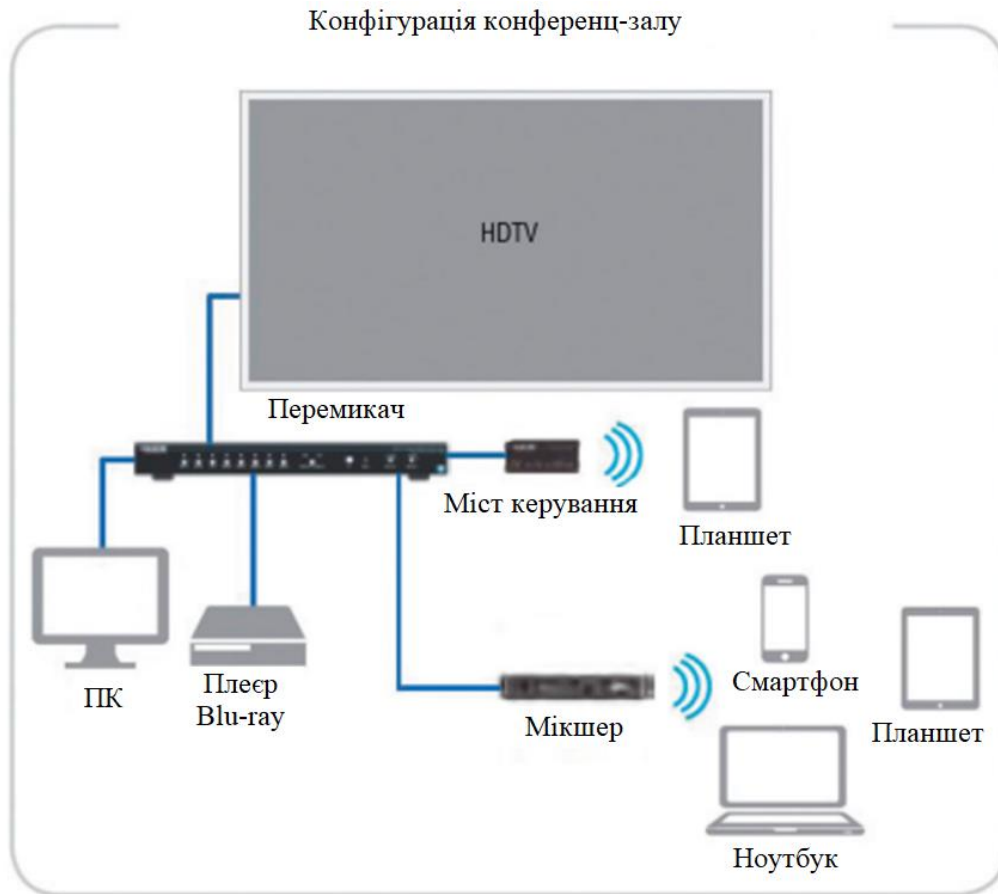 Конфігурація конференц-залу
HDTV
Перемикач
Міст керування
Планшет
ПК
Плеєр
Blu-ray
Мікшер
Смартфон
Планшет
Ноутбук